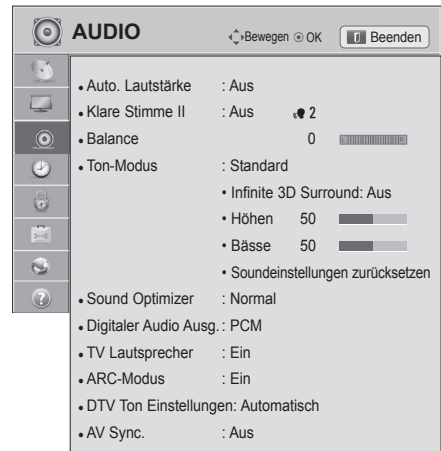 AUDIO Bewegen OK Beenden
• Auto. Lautstärke : Aus
• Klare Stimme II : Aus 2
• Balance 0 L R
• Ton-Modus : Standard
• Infinite 3D Surround: Aus
• Höhen 50
• Bässe 50
• Soundeinstellungen zurücksetzen
• Sound Optimizer : Normal
• Digitaler Audio Ausg. : PCM
• TV Lautsprecher : Ein
• ARC-Modus : Ein
• DTV Ton Einstellungen: Automatisch
• AV Sync. : Aus